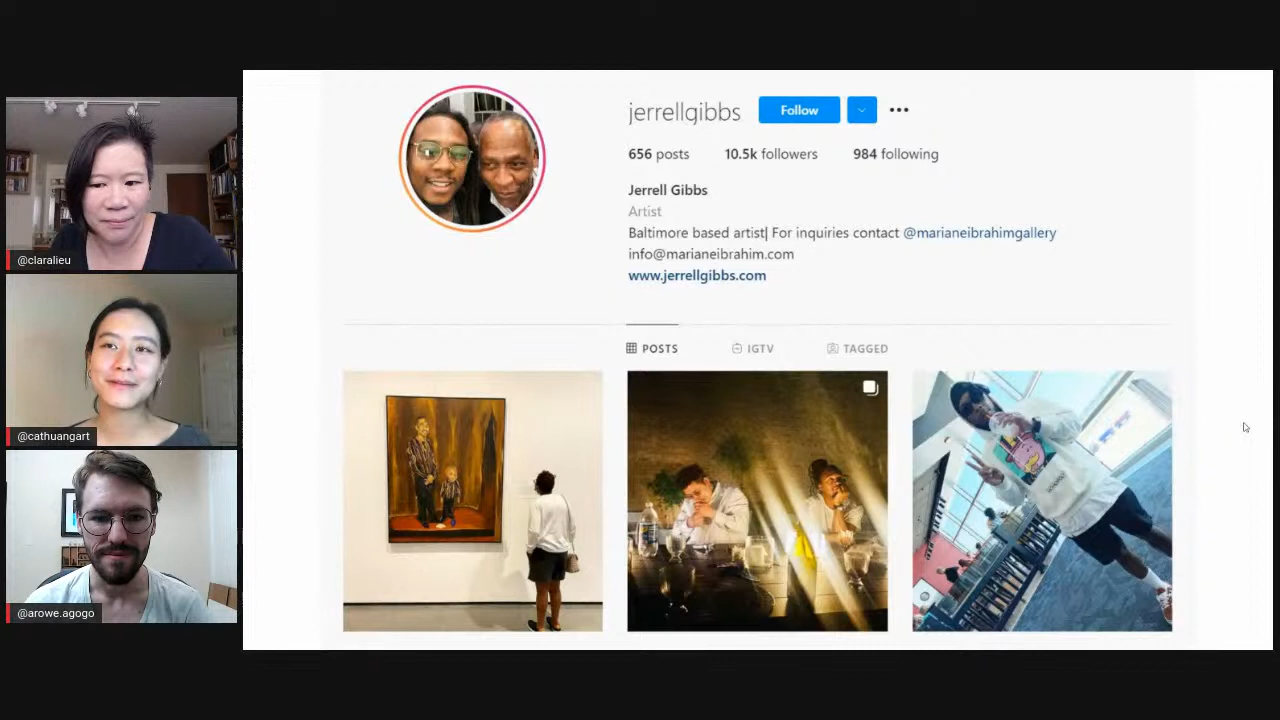 @claralieu
@cathuangart
@arowe.agogo
jerrellgibbs Follow
656 posts 10.5k followers 984 following
Jerrell Gibbs
Artist
Baltimore based artist| For inquiries contact @marianeibrahimgallery
info@marianeibrahim.com
www.jerrellgibbs.com
POSTS IGTV TAGGED